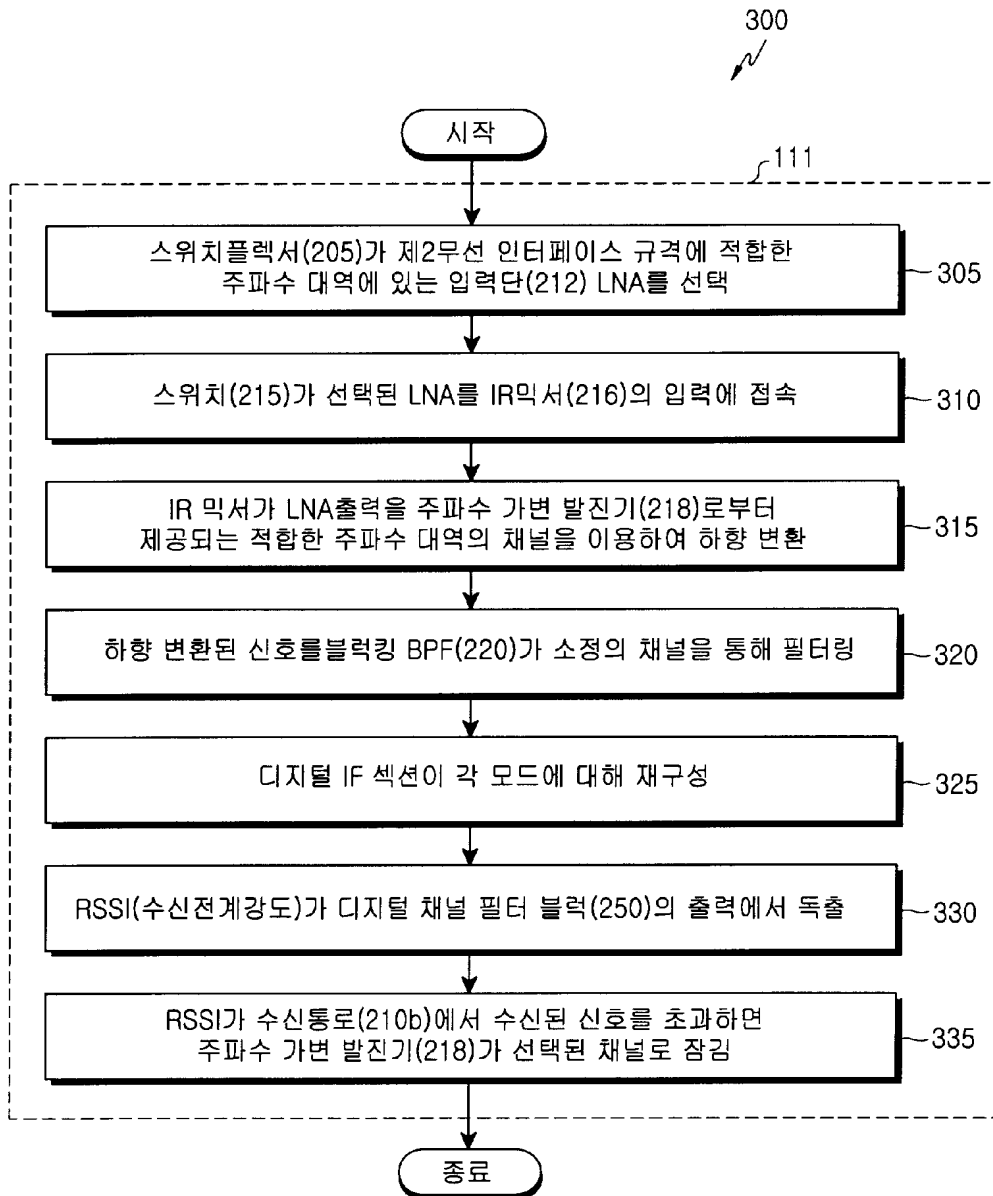 300
시작
111
스위치플렉서(205)가 제2무선 인터페이스 규격에 적합한
주파수 대역에 있는 입력단(212) LNA를 선택
305
스위치(215)가 선택된 LNA를 IR믹서(216)의 입력에 접속
310
IR 믹서가 LNA출력을 주파수 가변 발진기(218)로부터
제공되는 적합한 주파수 대역의 채널을 이용하여 하향 변환
315
하향 변환된 신호를블럭킹 BPF(220)가 소정의 채널을 통해 필터링
320
디지털 IF 섹션이 각 모드에 대해 재구성
325
RSSI(수신전계강도)가 디지털 채널 필터 블럭(250)의 출력에서 독출
330
RSSI가 수신통로(210b)에서 수신된 신호를 초과하면
주파수 가변 발진기(218)가 선택된 채널로 잠김
335
종료